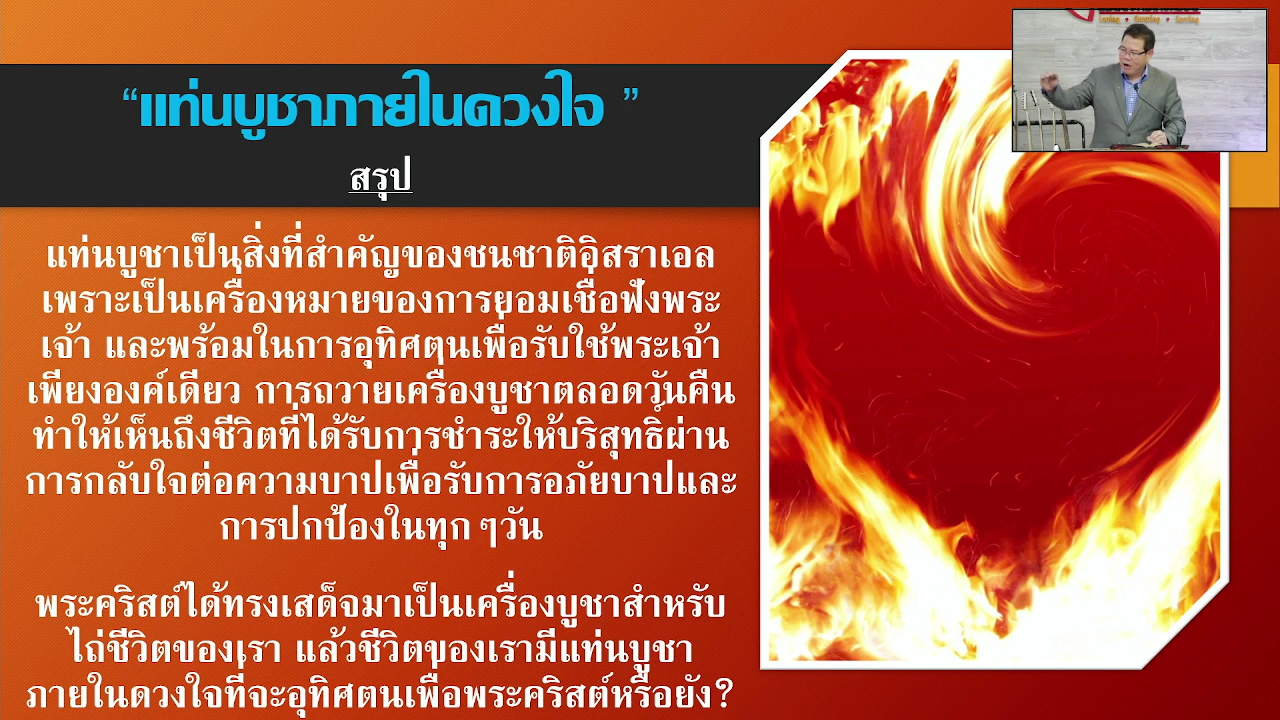 “แท่นบูชาภายในดวงใจ ”
สรุป
แท่นบูชาเป็นสิ่งที่สำคัญของชนชาติอิสราเอล
เพราะเป็นเครื่องหมายของการยอมเชื่อฟังพระ
เจ้า และพร้อมในการอุทิศตนเพื่อรับใช้พระเจ้า
เพียงองค์เดียว การถวายเครื่องบูชาตลอดวันคืน
ทำให้เห็นถึงชีวิตที่ได้รับการชำระให้บริสุทธิ์ผ่าน
การกลับใจต่อความบาปเพื่อรับการอภัยบาปและ
การปกป้องในทุก ๆวัน
พระคริสต์ได้ทรงเสด็จมาเป็นเครื่องบูชาสำหรับ
ไถ่ชีวิตของเรา แล้วชีวิตของเรามีแท่นบูชา
ภายในดวงใจที่จะอุทิศตนเพื่อพระคริสต์หรือยัง?